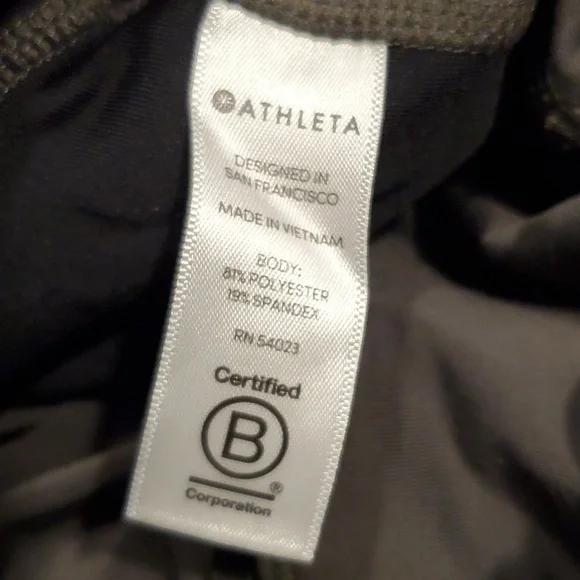 ATHLETA
DESIGNED IN
SAN FRANCISCO
MADE IN VIETNAM
BODY:
81% POLYESTER
19% SPANDEX
RN 54023
Certified
B
®
Corporation